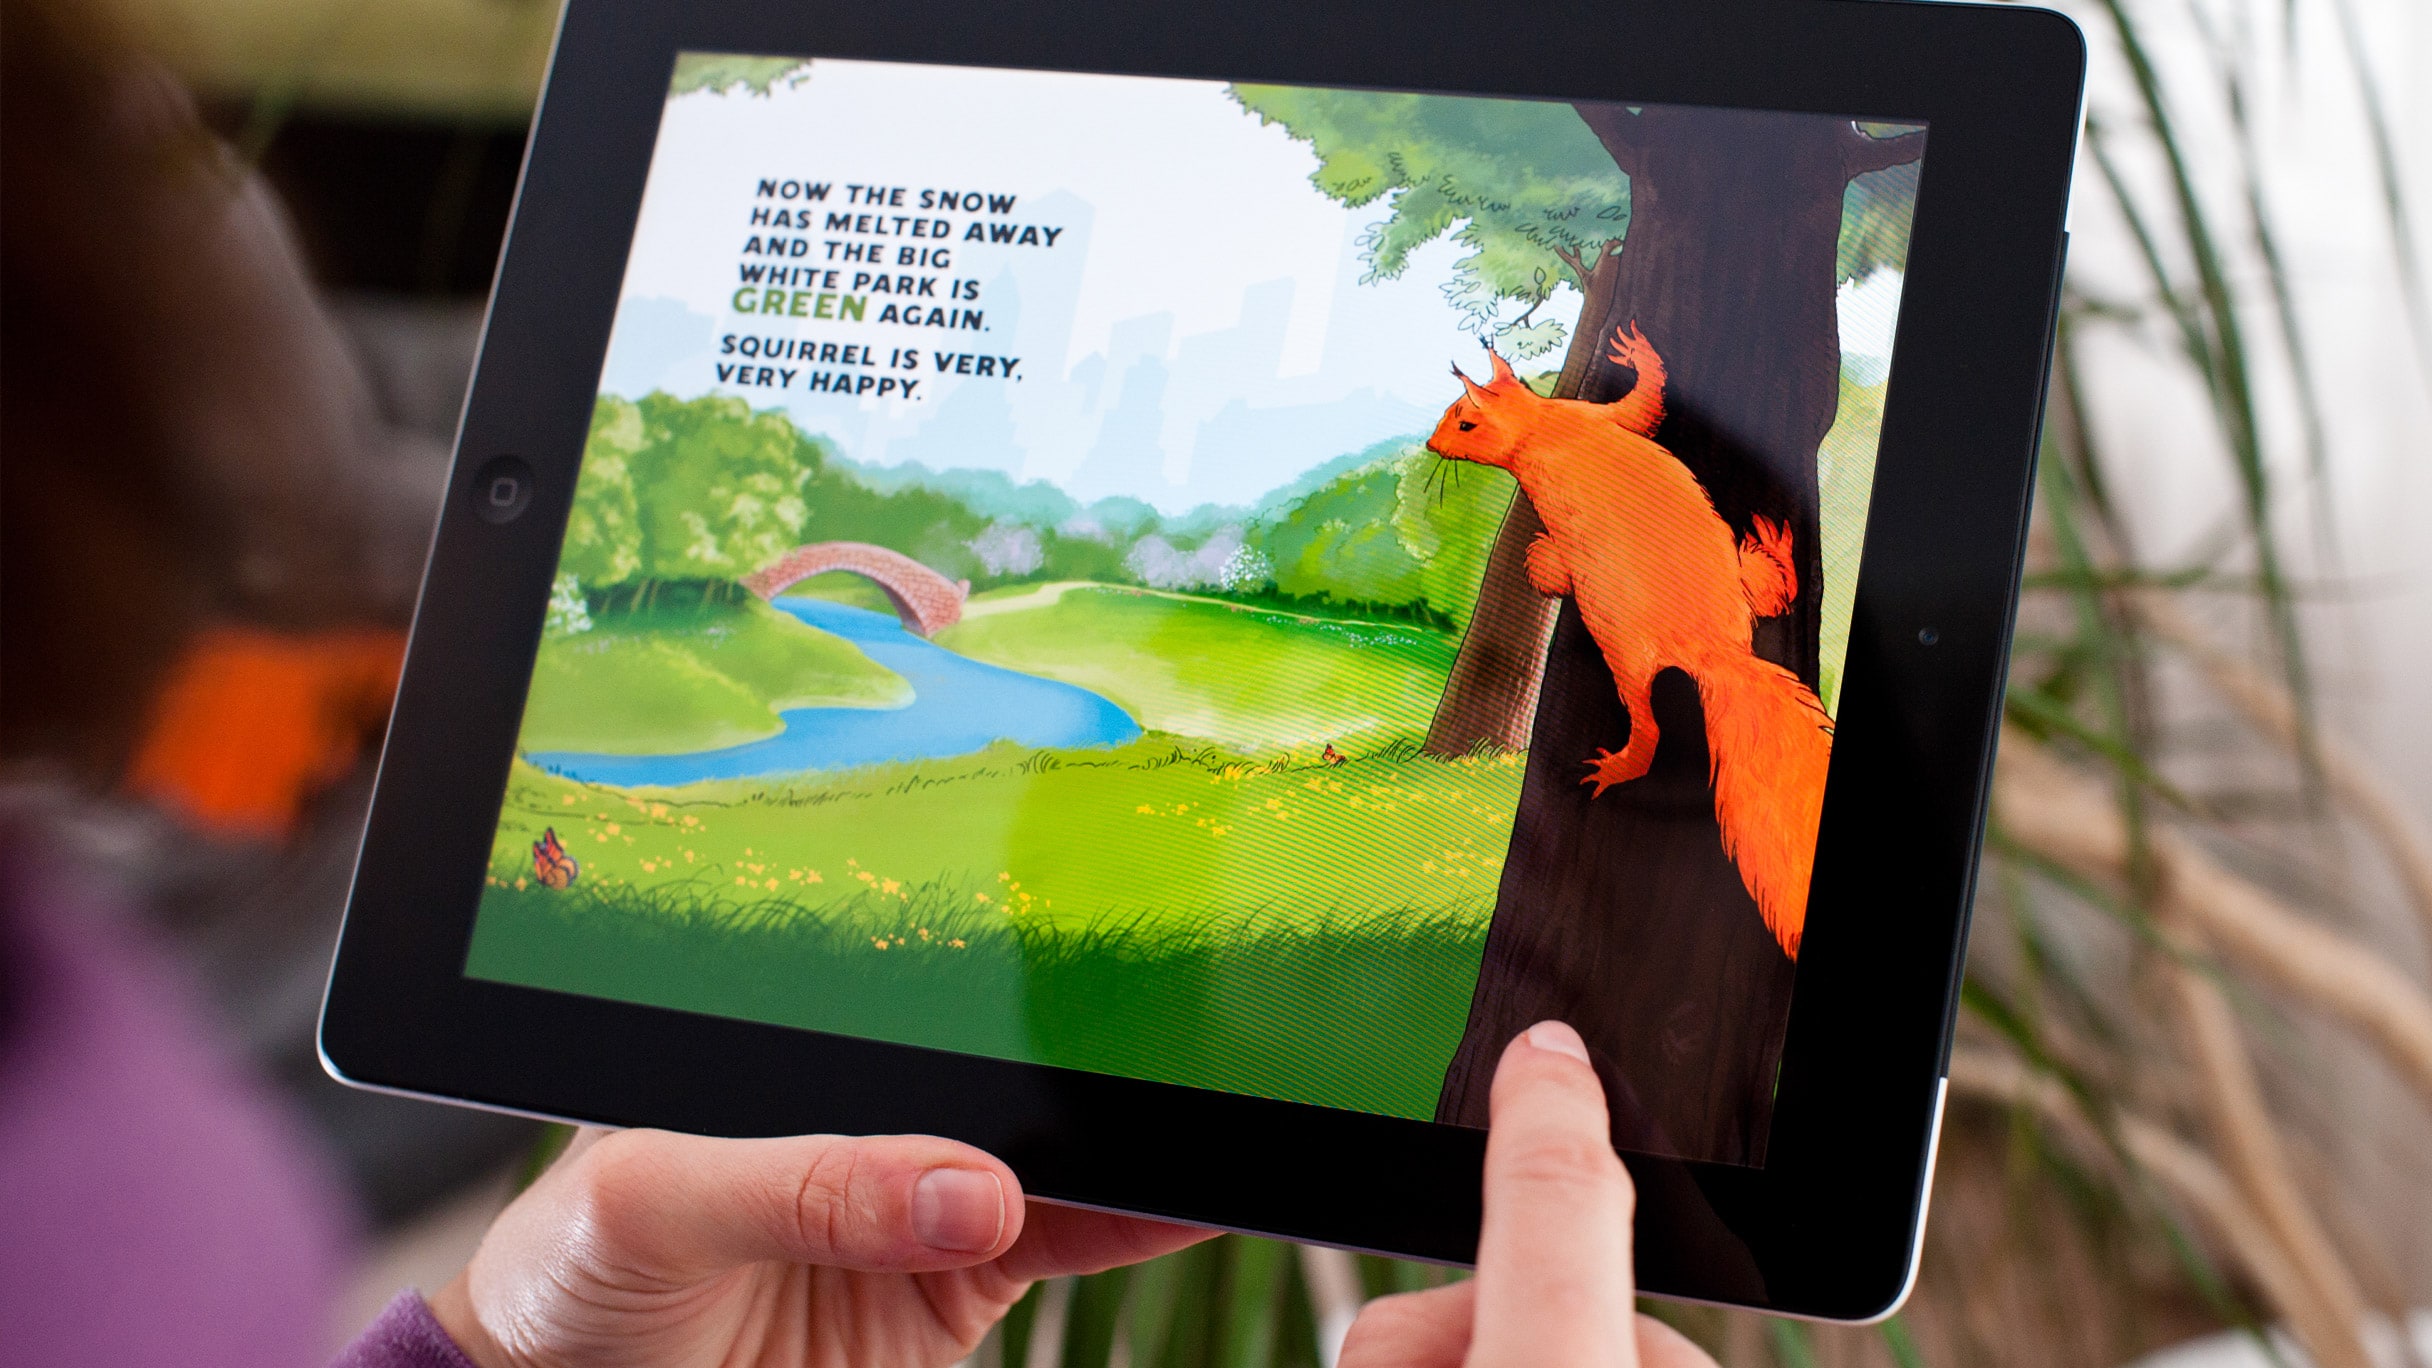 NOW THE SNOW
HAS MELTED AWAY
AND THE BIG
WHITE PARK IS
GREEN AGAIN.
SQUIRREL IS VERY,
VERY HAPPY.